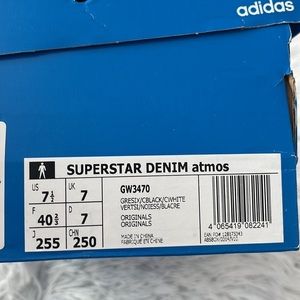 adidas
SUPERSTAR DENIM atmos
US 7½ UK 7
F 40⅔ D 7
J 255 CHN 250
GW3470
GRESIX/CBLACK/CWHITE
VERTSI/NOIESS/BLACRE
ORIGINALS
ORIGINALS
MADE IN CHINA
FABRIQUÉ EN CHINE
4 065419 082241